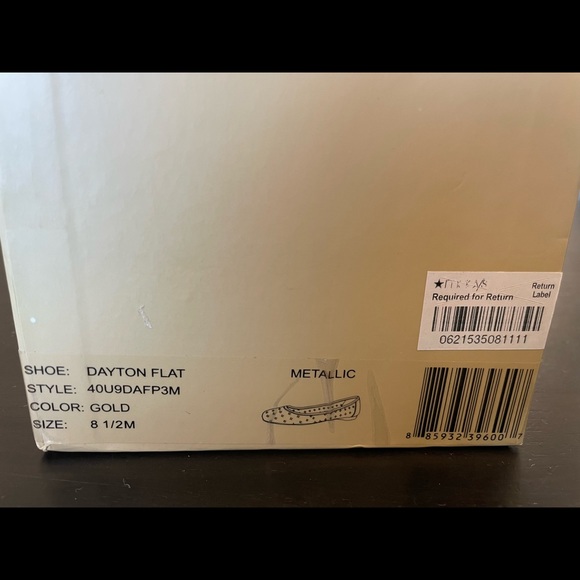 Return
Label
Required for Return
0621535081111
SHOE: DAYTON FLAT METALLIC
STYLE: 40U9DAFP3M
COLOR: GOLD
SIZE: 8 1/2M
8 85932 39600 7